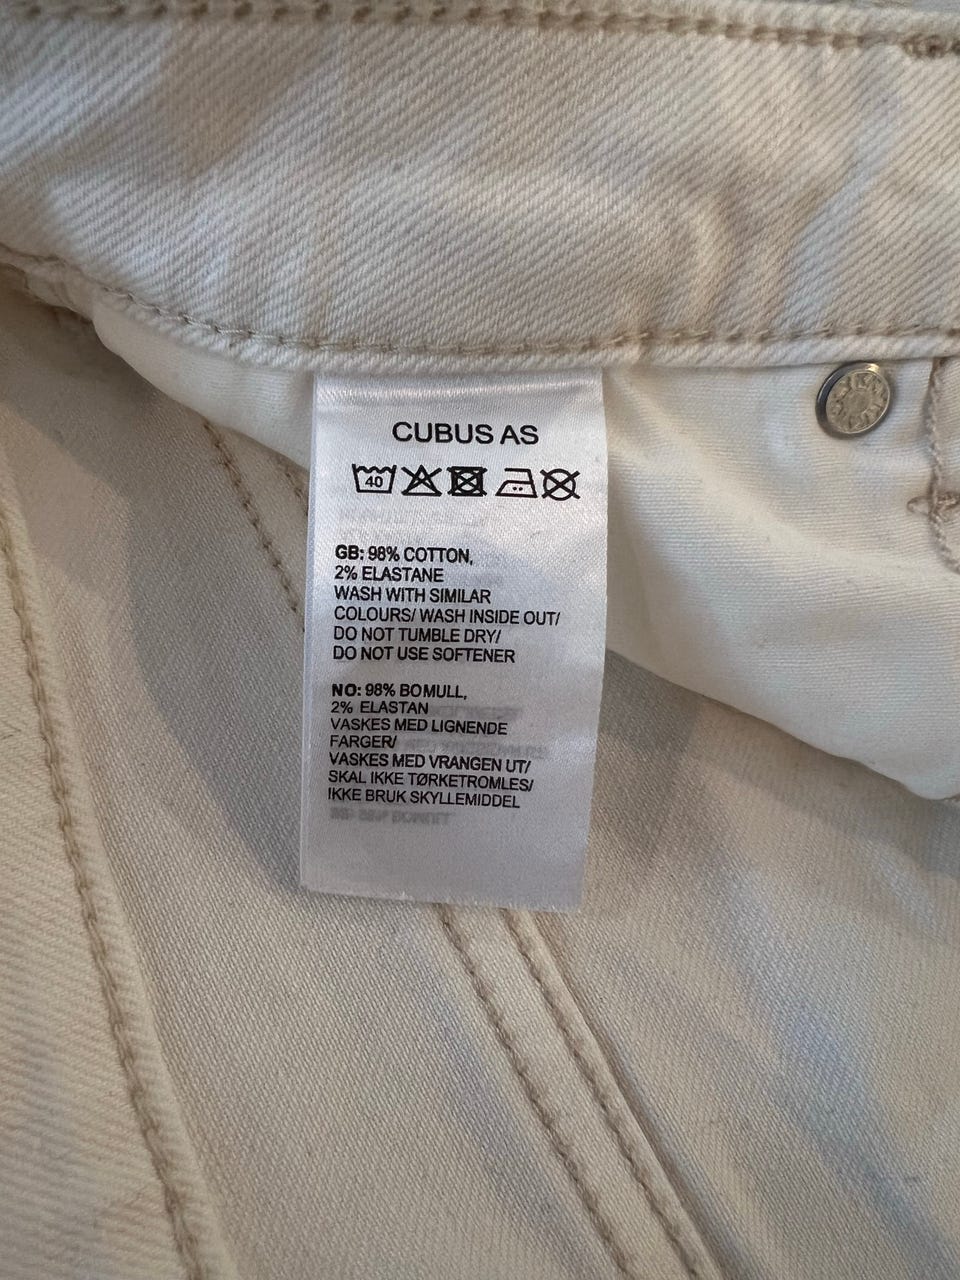 CUBUS AS
40
GB: 98% COTTON,
2% ELASTANE
WASH WITH SIMILAR
COLOURS/ WASH INSIDE OUT/
DO NOT TUMBLE DRY/
DO NOT USE SOFTENER
NO: 98% BOMULL,
2% ELASTAN
VASKES MED LIGNENDE
FARGER/
VASKES MED VRANGEN UT/
SKAL IKKE TØRKETROMLES/
IKKE BRUK SKYLLEMIDDEL